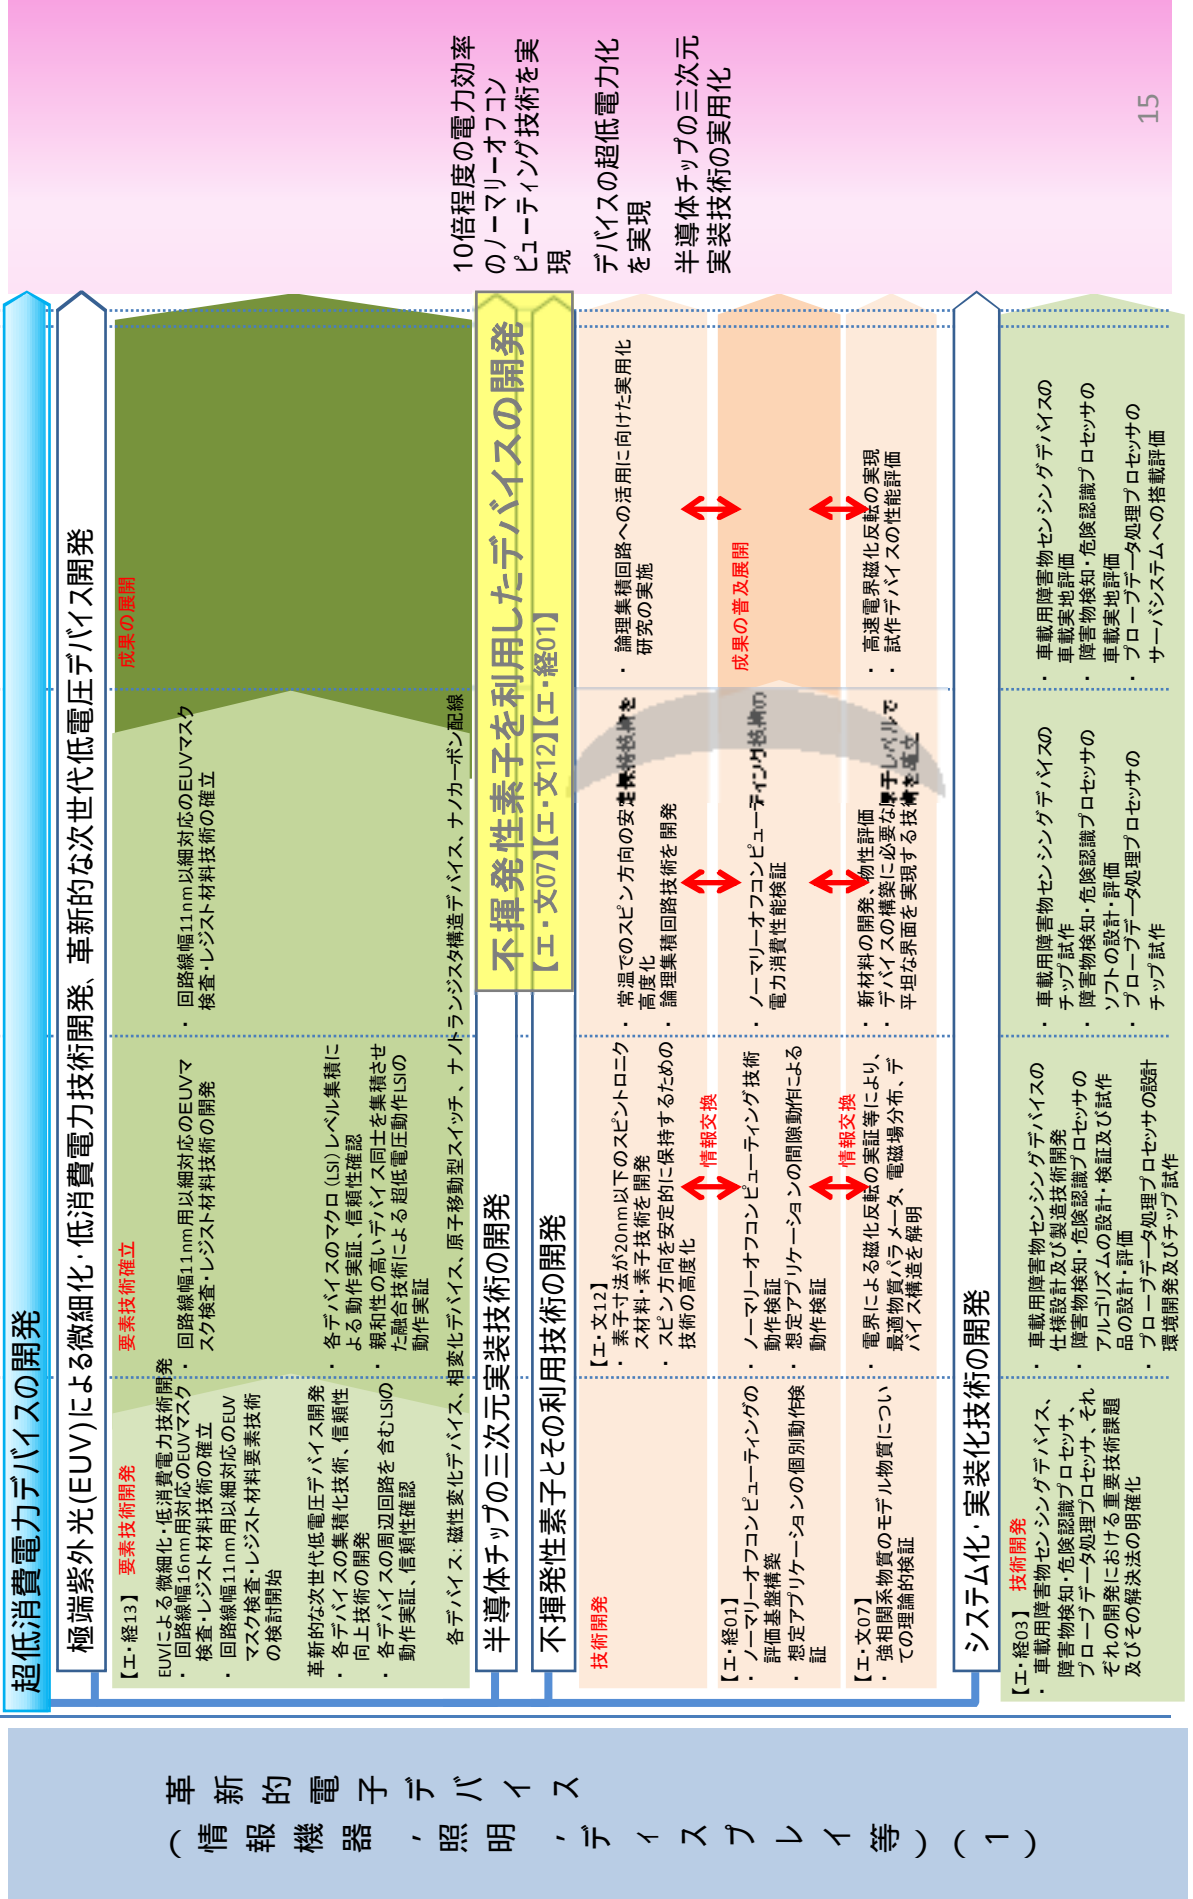 革新的電子デバイス
(情報機器、照明、ディスプレイ等)(1)
超低消費電力デバイスの開発
極端紫外光(EUV)による微細化・低消費電力技術開発、革新的な次世代低電圧デバイス開発
【エ・経13】
要素技術開発
EUVによる微細化・低消費電力技術開発
・ 回路線幅16nm用対応のEUVマスク
検査・レジスト材料技術の確立
・ 回路線幅11nm用以細対応のEUV
マスク検査・レジスト材料要素技術
の検討開始
革新的な次世代低電圧デバイス開発
・ 各デバイスの集積化技術、信頼性
向上技術の開発
・ 各デバイスの周辺回路を含むLSIの
動作実証、信頼性確認
要素技術確立
・ 回路線幅11nm用以細対応のEUVマ
スク検査・レジスト材料技術の開発
・ 各デバイスのマクロ(LSI)レベル集積に
よる動作実証、信頼性確認
・ 親和性の高いデバイス同士を集積させ
た融合技術による超低電圧動作LSIの
動作実証
・ 回路線幅11nm以細対応のEUVマスク
検査・レジスト材料技術の確立
成果の展開
各デバイス: 磁性変化デバイス、相変化デバイス、原子移動型スイッチ、ナノトランジスタ構造デバイス、ナノカーボン配線
半導体チップの三次元実装技術の開発
不揮発性素子とその利用技術の開発
不揮発性素子を利用したデバイスの開発
【エ・文07】【エ・文12】【エ・経01】
技術開発
【エ・文12】
・ 素子寸法が20nm以下のスピントロニク
ス材料・素子技術を開発
・ スピン方向を安定的に保持するための
技術の高度化
・ 常温でのスピン方向の安定保持技術を
高度化
・ 論理集積回路技術を開発
・ 論理集積回路への活用に向けた実用化
研究の実施
情報交換
【エ・経01】
・ ノーマリーオフコンピューティングの
評価基盤構築
・ 想定アプリケーションの個別動作検
証
・ ノーマリーオフコンピューティング技術
動作検証
・ 想定アプリケーションの間隙動作による
動作検証
・ ノーマリーオフコンピューティング技術の
電力消費性能検証
成果の普及展開
情報交換
【エ・文07】
・ 強相関系物質のモデル物質につい
ての理論的検証
・ 電界による磁化反転の実証等により、
最適物質パラメータ、電磁場分布、デ
バイス構造を解明
・ 新材料の開発、物性評価
・ デバイスの構築に必要な原子レベルで
平坦な界面を実現する技術を確立
・ 高速電界磁化反転の実現
・ 試作デバイスの性能評価
システム化・実装化技術の開発
【エ・経03】
技術開発
・ 車載用障害物センシングデバイス、
障害物検知・危険認識プロセッサ、
プローブデータ処理プロセッサ、それ
ぞれの開発における重要技術課題
及びその解決法の明確化
・ 車載用障害物センシングデバイスの
仕様設計及び製造技術開発
・ 障害物検知・危険認識プロセッサの
アルゴリズムの設計・検証及び試作
品の設計・評価
・ プローブデータ処理プロセッサの設計
環境開発及びチップ試作
・ 車載用障害物センシングデバイスの
チップ試作
・ 障害物検知・危険認識プロセッサの
ソフトの設計・評価
・ プローブデータ処理プロセッサの
チップ試作
・ 車載用障害物センシングデバイスの
車載実地評価
・ 障害物検知・危険認識プロセッサの
車載実地評価
・ プローブデータ処理プロセッサの
サーバシステムへの搭載評価
10倍程度の電力効率
のノーマリーオフコン
ピューティング技術を実
現
デバイスの超低電力化
を実現
半導体チップの三次元
実装技術の実用化
15